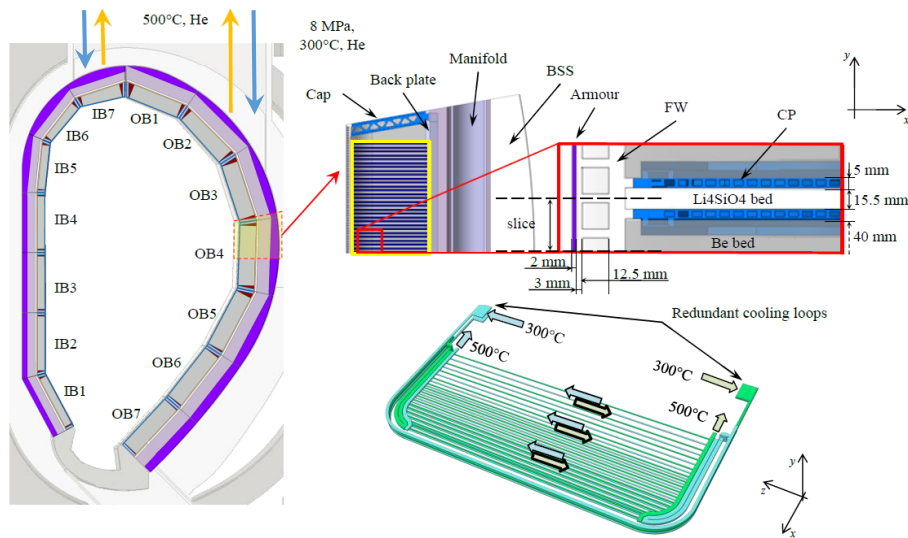 500°C, He
8 MPa,
300°C, He
Manifold
Back plate
Cap
BSS
Armour
FW
CP
y
x
5 mm
Li4SiO4 bed
15.5 mm
Be bed
40 mm
slice
2 mm
12.5 mm
3 mm
IB7
OB1
IB6
OB2
IB5
OB3
IB4
OB4
IB3
OB5
IB2
OB6
IB1
OB7
Redundant cooling loops
300°C
500°C
300°C
500°C
y
z
x